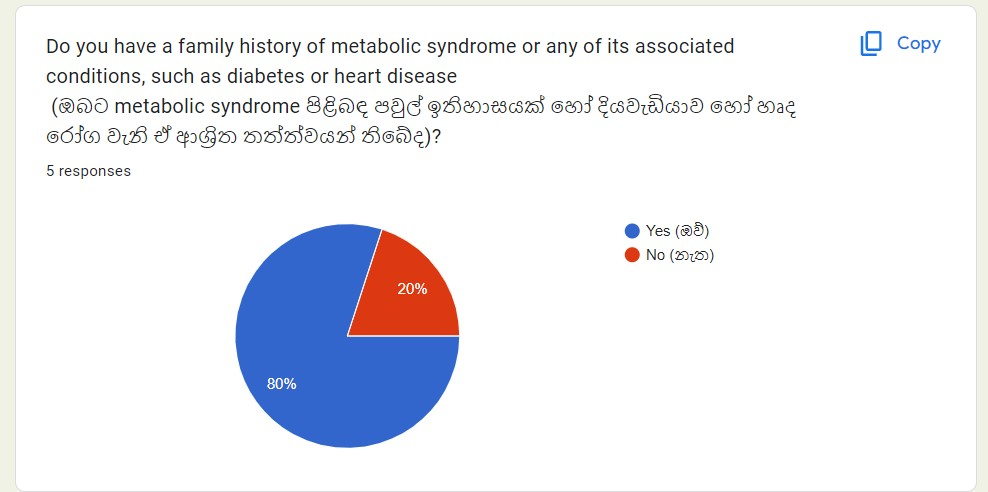 Do you have a family history of metabolic syndrome or any of its associated
Copy
conditions, such as diabetes or heart disease
(ඔබට metabolic syndrome පිළිබඳ පවුල් ඉතිහාසයක් හෝ දියවැඩියාව හෝ හෘද
රෝග වැනි ඒ ආශ්‍රිත තත්ත්වයන් තිබේද)?
5 responses
Yes (ඔව්)
No (නැත)
20%
80%